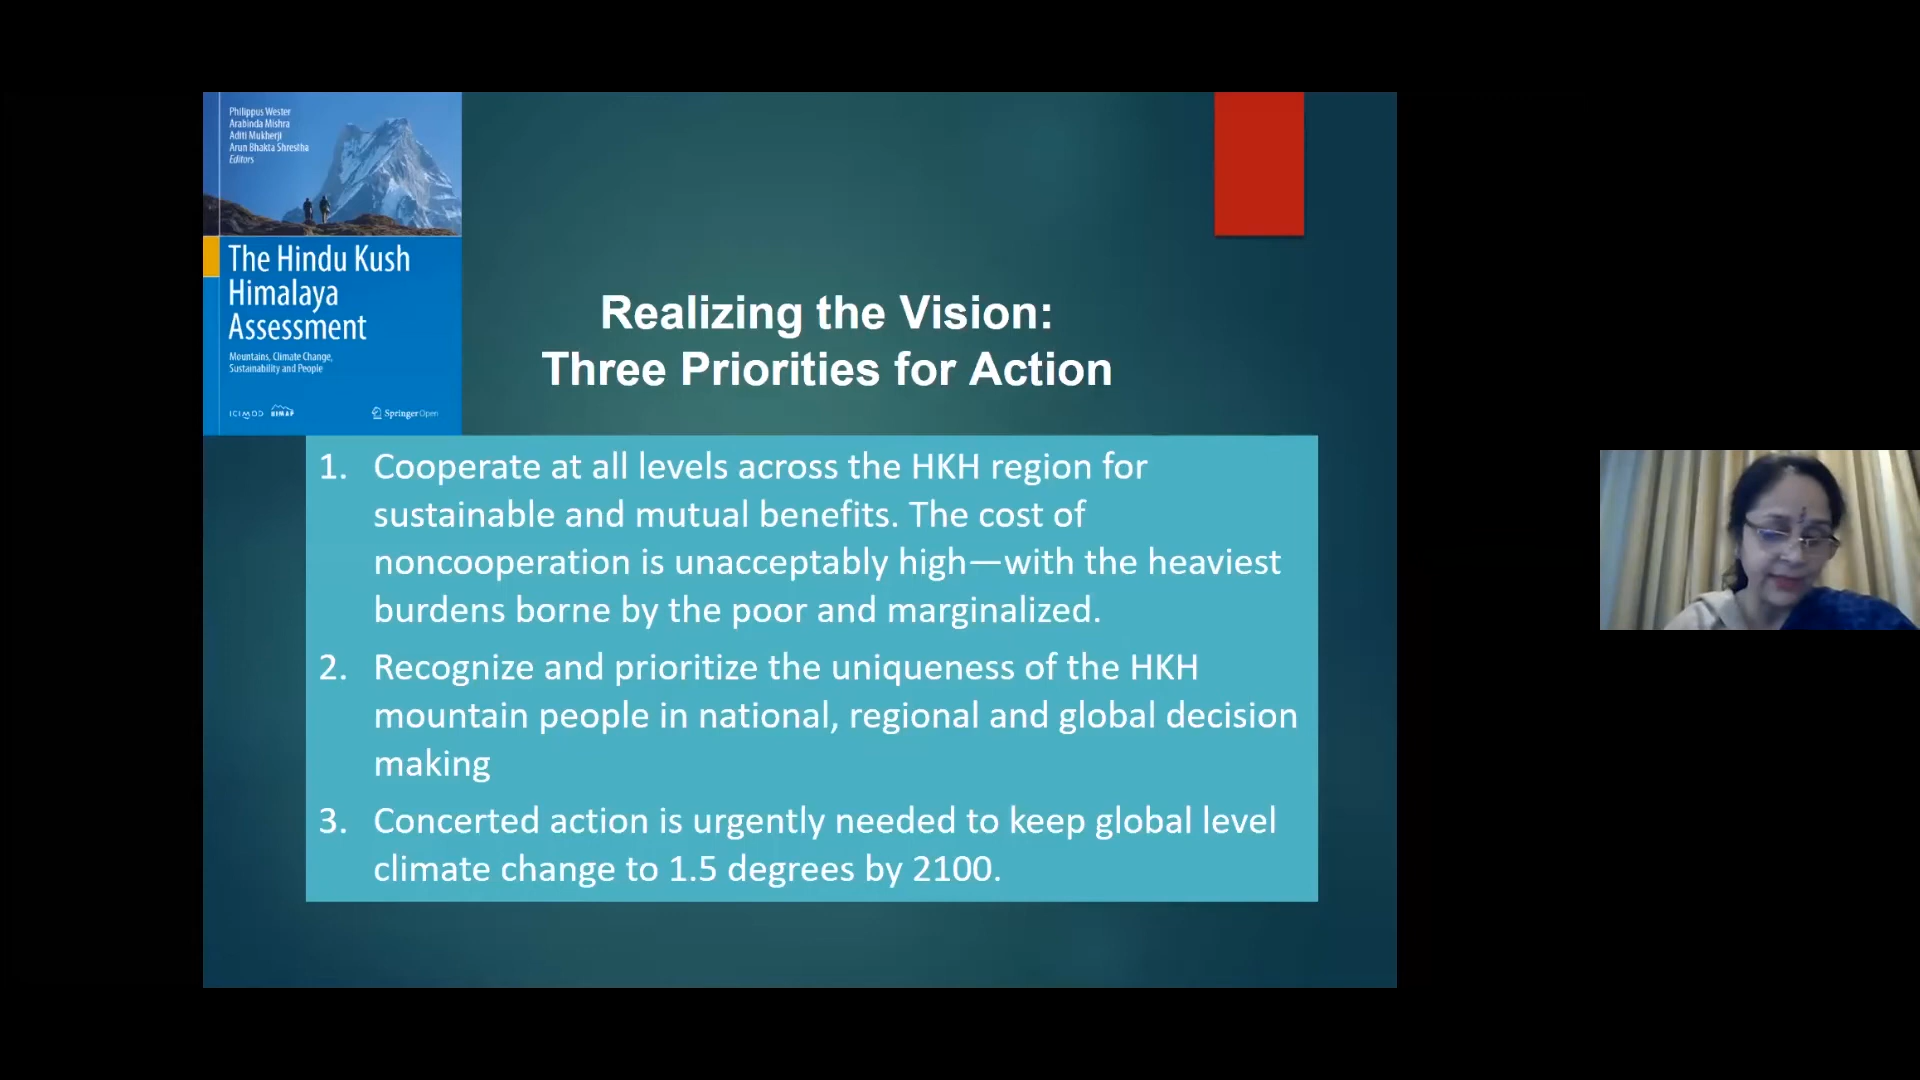 Philippus Wester
Arabinda Mishra
Aditi Mukherji
Arun Bhakta Shrestha
Editors
The Hindu Kush
Himalaya
Assessment
Mountains, Climate Change,
Sustainability and People
ICIMOD HIMAP
Springer Open
Realizing the Vision:
Three Priorities for Action
1. Cooperate at all levels across the HKH region for
sustainable and mutual benefits. The cost of
noncooperation is unacceptably high—with the heaviest
burdens borne by the poor and marginalized.
2. Recognize and prioritize the uniqueness of the HKH
mountain people in national, regional and global decision
making
3. Concerted action is urgently needed to keep global level
climate change to 1.5 degrees by 2100.